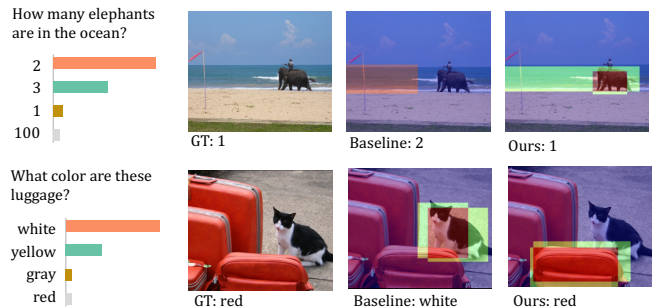 How many elephants
are in the ocean?
2
3
1
100
GT: 1
Baseline: 2
Ours: 1
What color are these
luggage?
white
yellow
gray
red
GT: red
Baseline: white
Ours: red